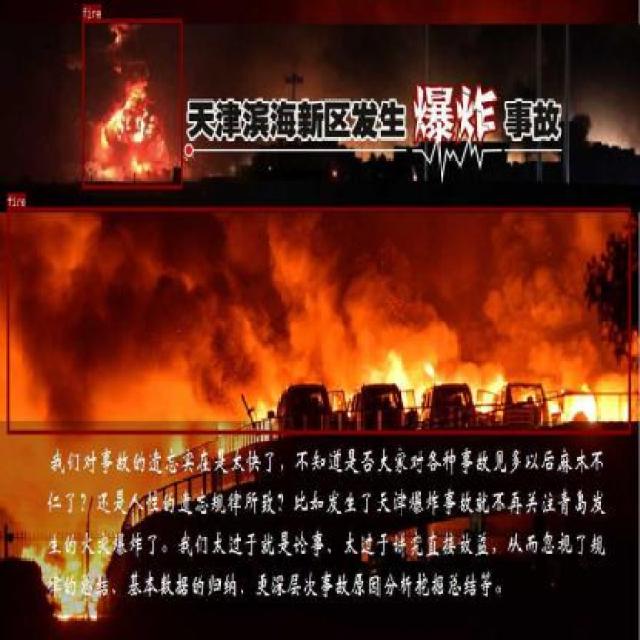 fire
天津滨海新区发生爆炸事故
fire
我们对事故的遗忘实在是太快了，不知道是否大家对各种事故见多以后麻木不
仁了？还是人性的遗忘规律所致？比如发生了天津爆炸事故就不再关注青岛发
生的大火爆炸了。我们太过于就是论事、太过于讲究直接效益，从而忽视了规
律的总结、基本数据的归纳、更深层次事故原因分析挖掘总结等。